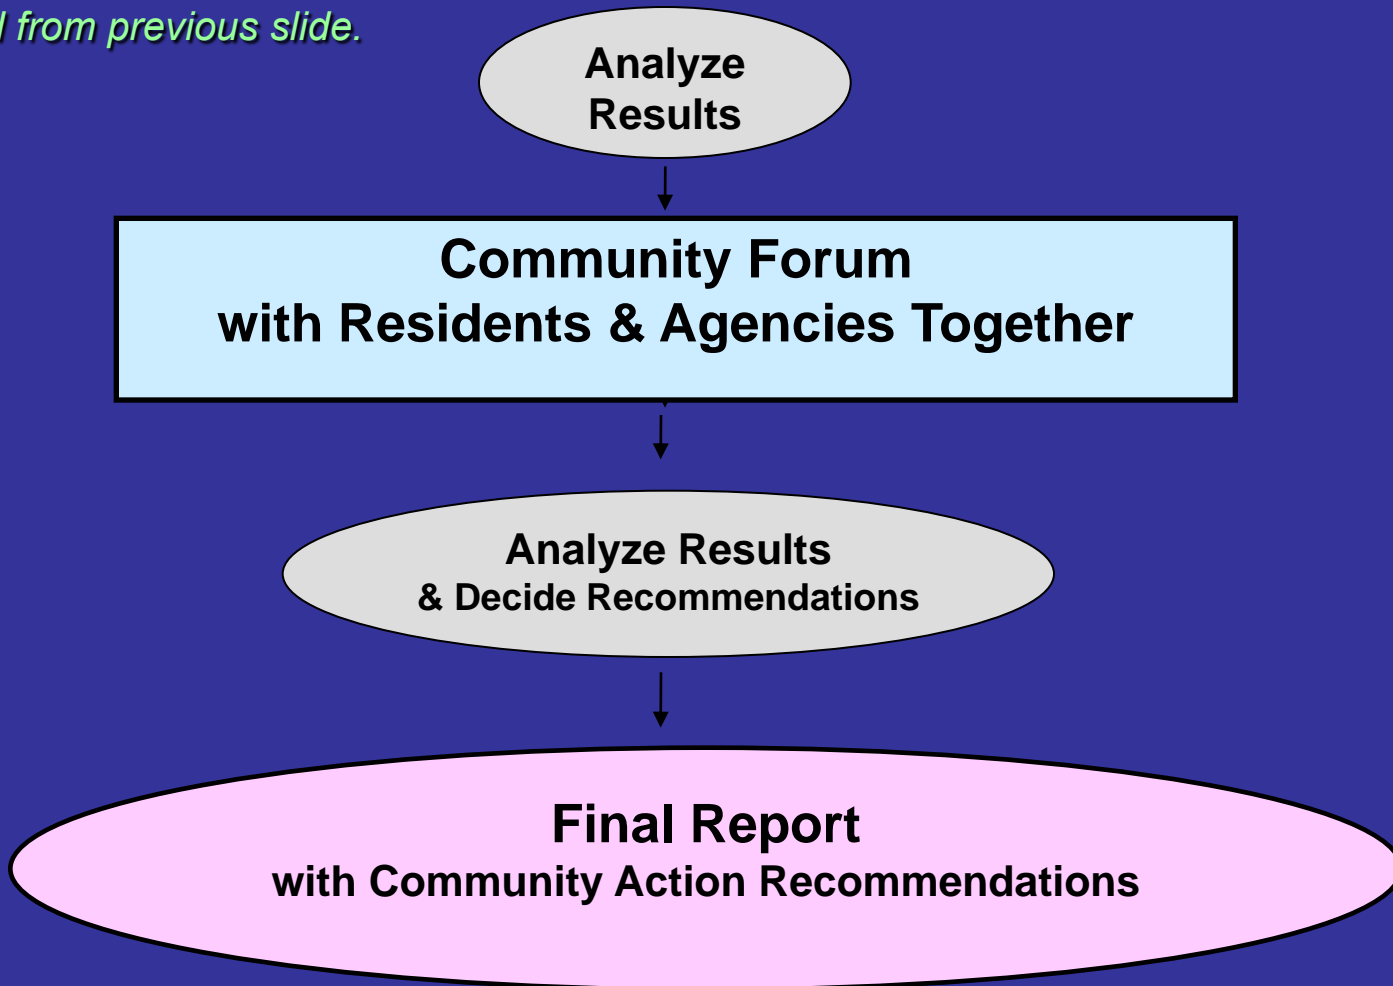 from previous slide.
Analyze
Results
Community Forum
with Residents & Agencies Together
Analyze Results
& Decide Recommendations
Final Report
with Community Action Recommendations